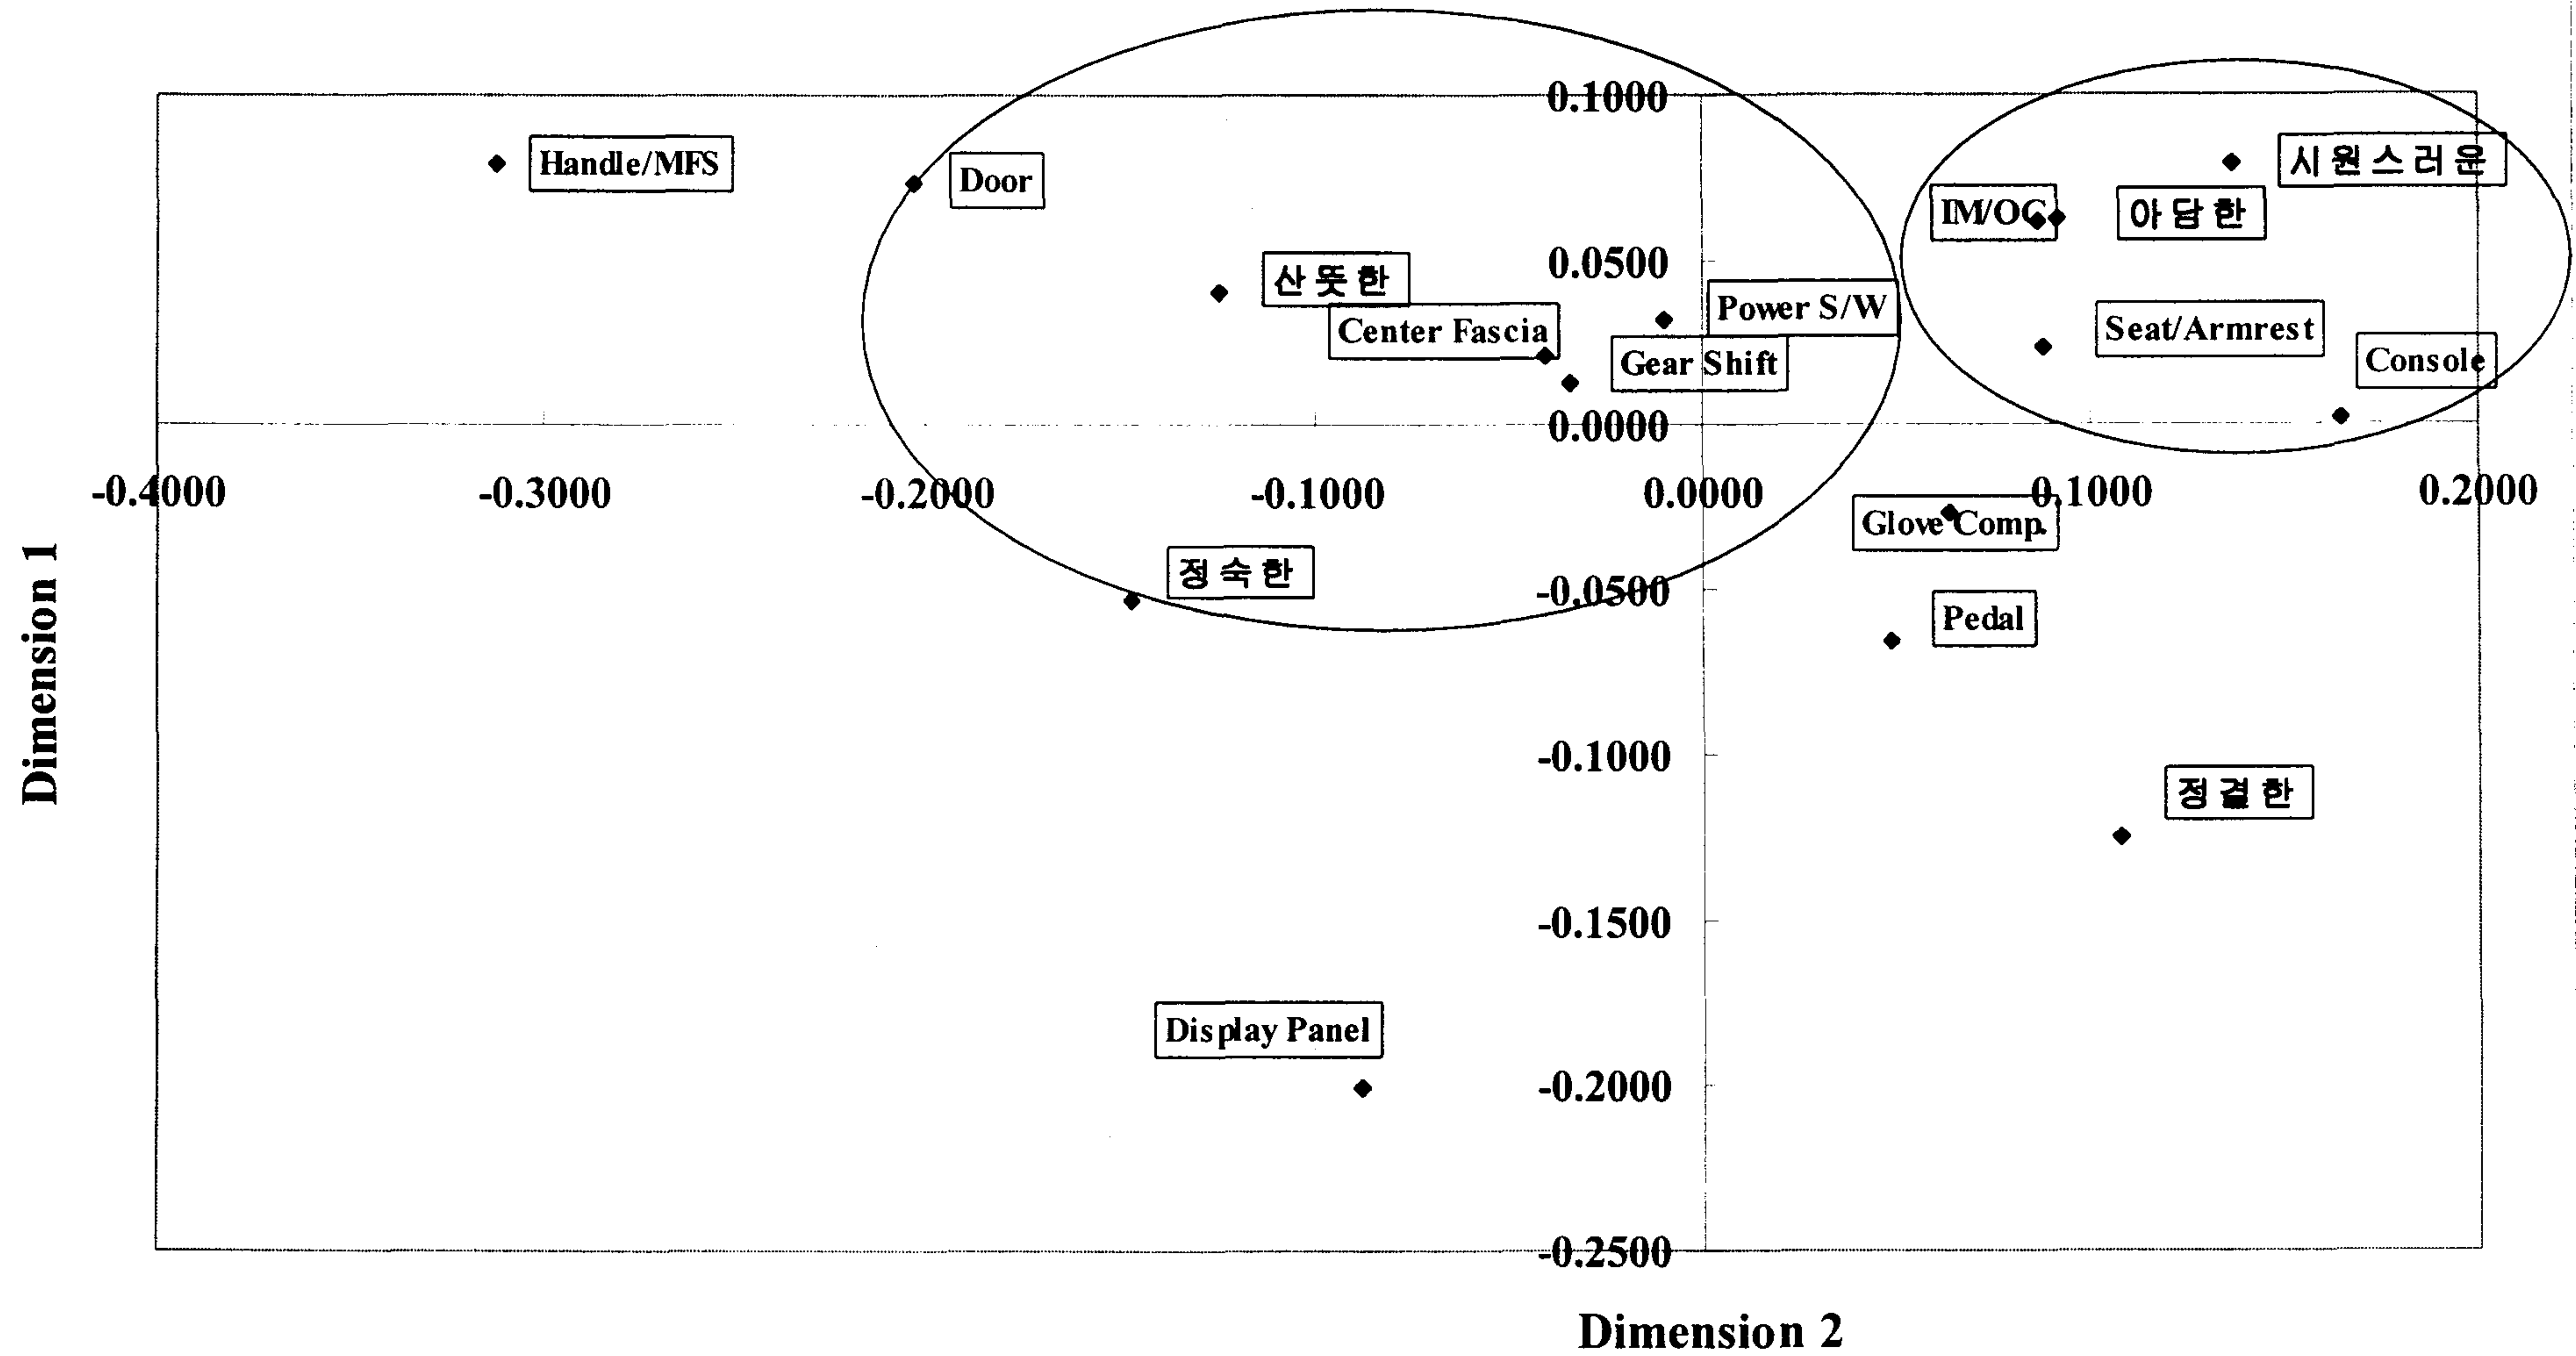 0.1000
시원스러운
Handle/MFS
Door
IM/OC
아담한
0.0500
산뜻한
Power S/W
Center Fascia
Seat/Armrest
Gear Shift
Console
0.0000
-0.4000
-0.3000
-0.2000
-0.1000
0.0000
0.1000
0.2000
Glove Comp.
정숙한
-0.0500
Pedal
Dimension 1
-0.1000
정결한
-0.1500
Display Panel
-0.2000
-0.2500
Dimension 2